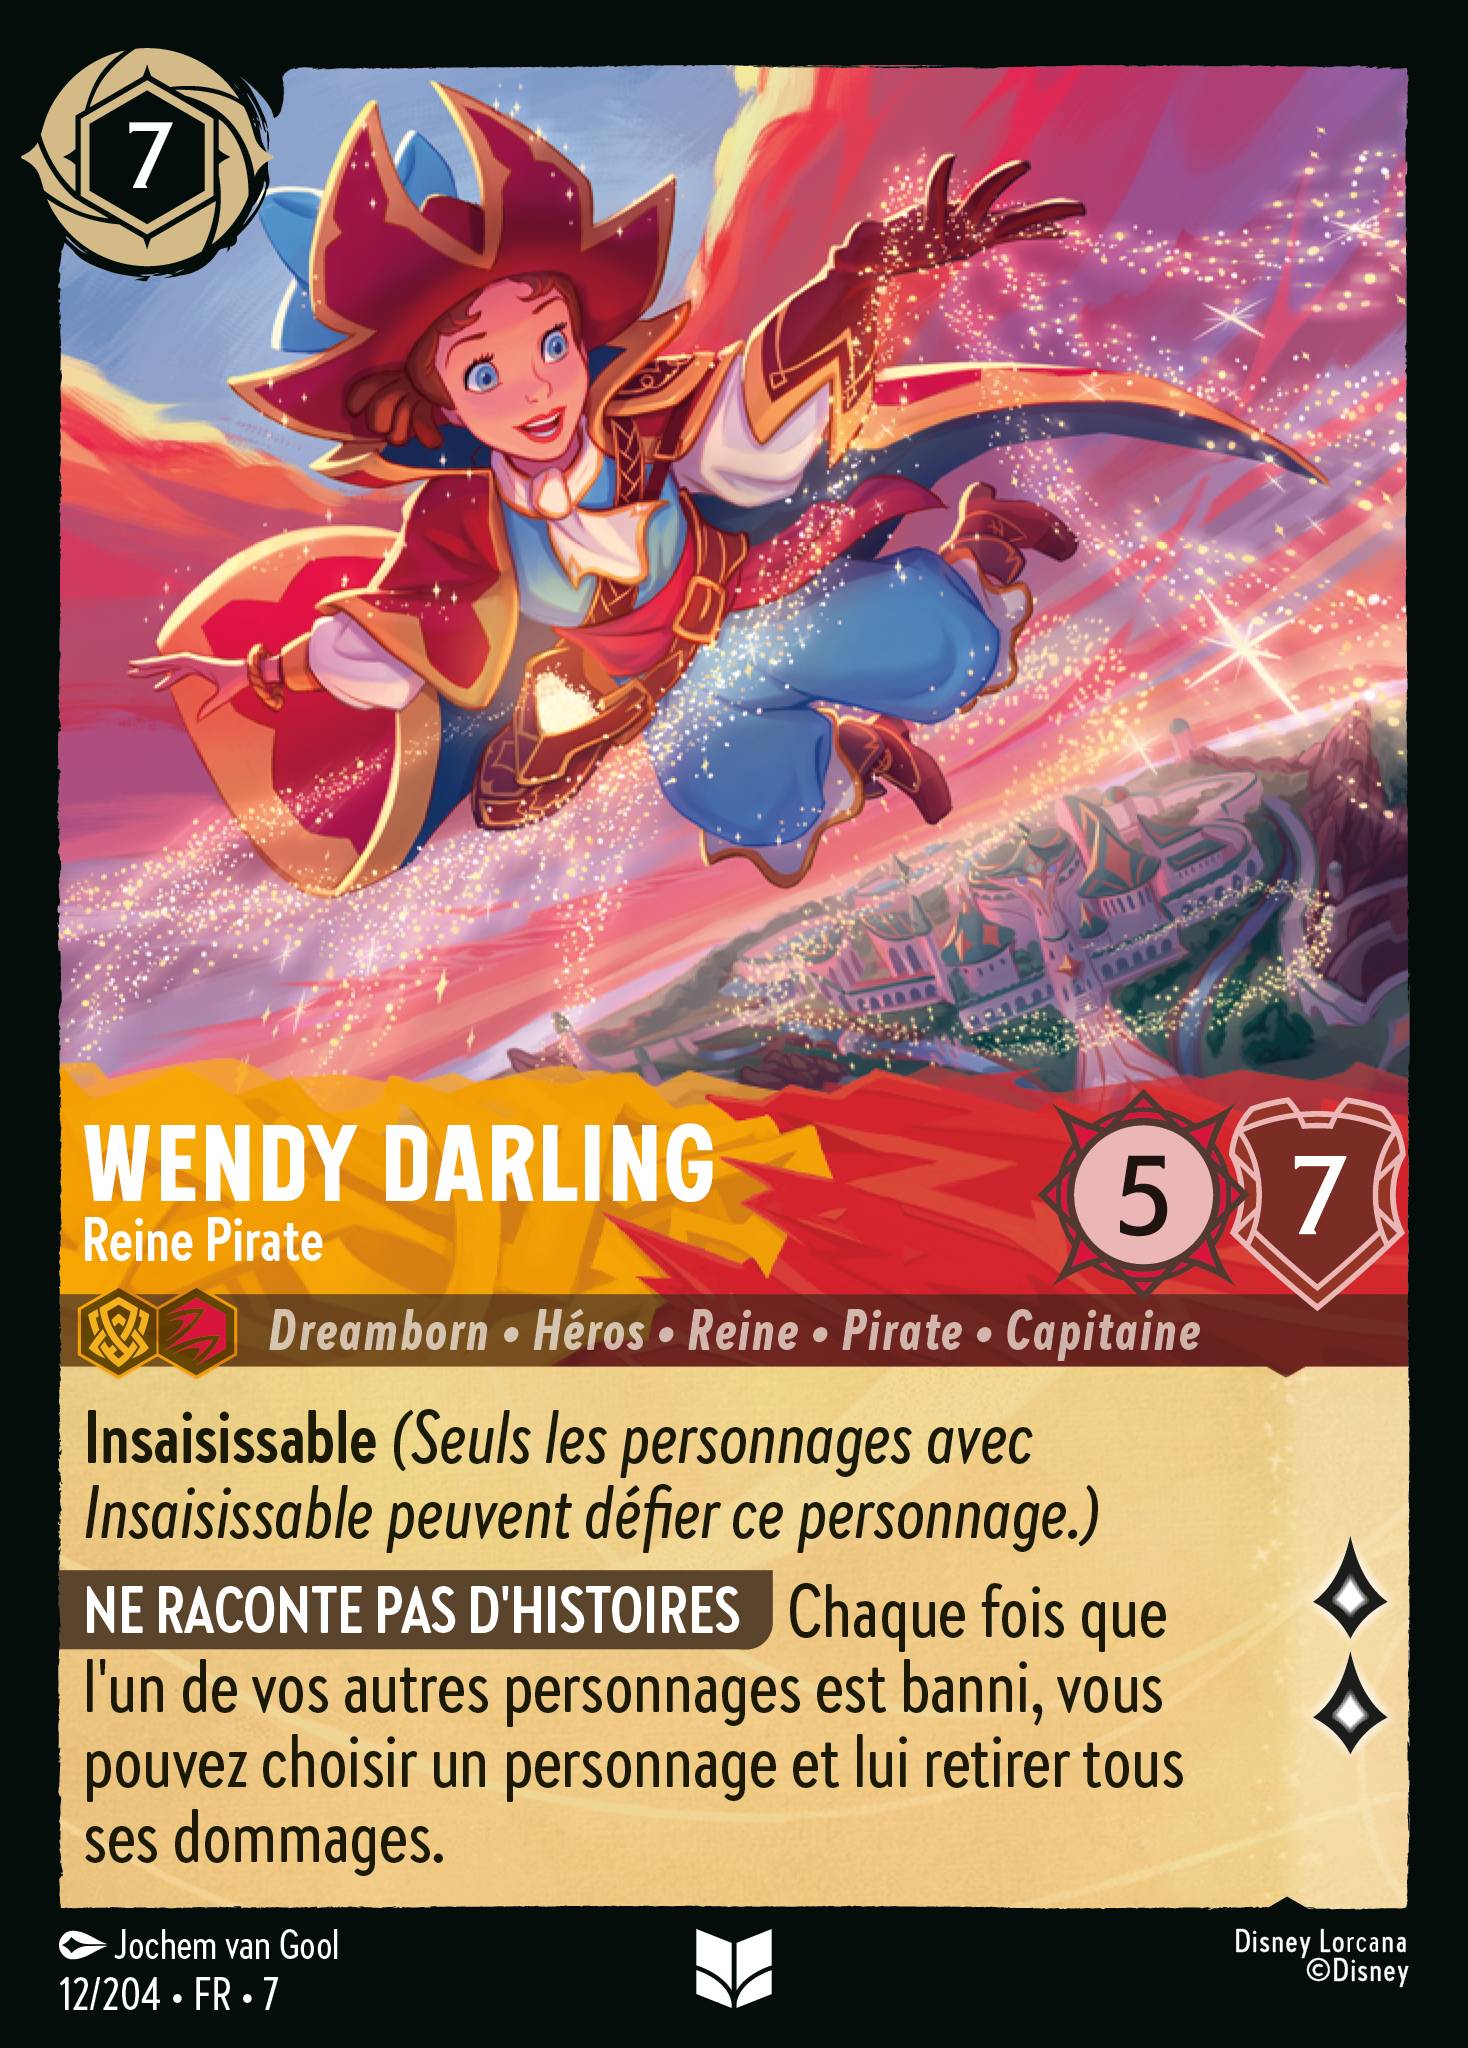 7
WENDY DARLING
Reine Pirate
5
7
Dreamborn • Héros • Reine • Pirate • Capitaine
Insaisissable (Seuls les personnages avec
Insaisissable peuvent défier ce personnage.)
NE RACONTE PAS D'HISTOIRES Chaque fois que
l'un de vos autres personnages est banni, vous
pouvez choisir un personnage et lui retirer tous
ses dommages.
Jochem van Gool
12/204 • FR • 7
Disney Lorcana
©Disney